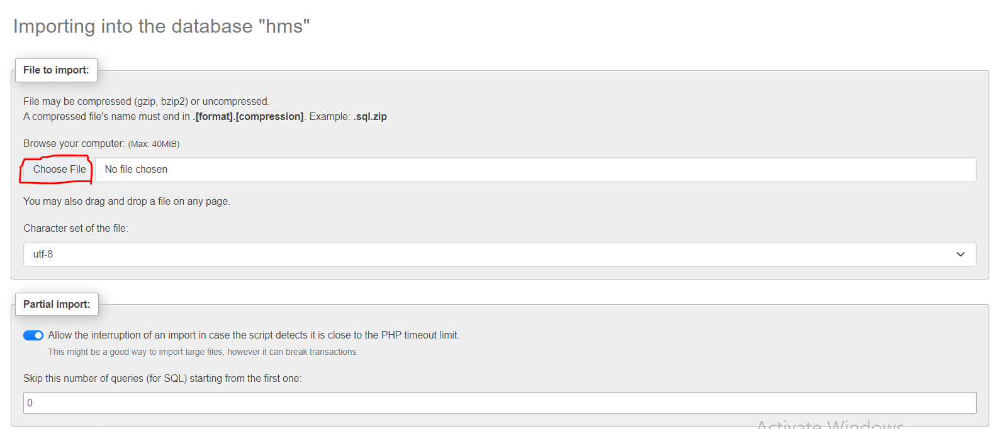 Importing into the database "hms"
File to import:
File may be compressed (gzip, bzip2) or uncompressed.
A compressed file's name must end in .[format].[compression]. Example: .sql.zip
Browse your computer: (Max: 40MiB)
Choose File No file chosen
You may also drag and drop a file on any page.
Character set of the file:
utf-8
Partial import:
Allow the interruption of an import in case the script detects it is close to the PHP timeout limit.
This might be a good way to import large files, however it can break transactions.
Skip this number of queries (for SQL) starting from the first one:
0
Activate Windows